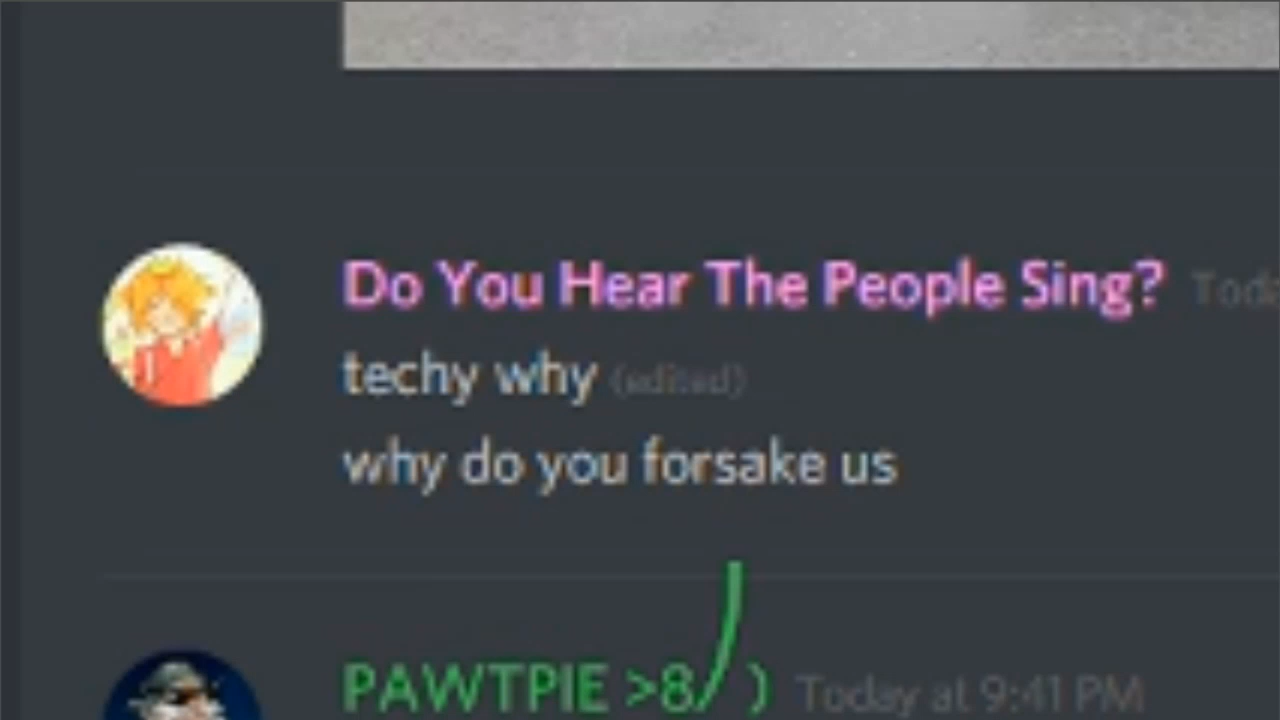 Do You Hear The People Sing?
techy why (edited)
why do you forsake us
PAWTPIE >8 ) Today at 9:41 PM